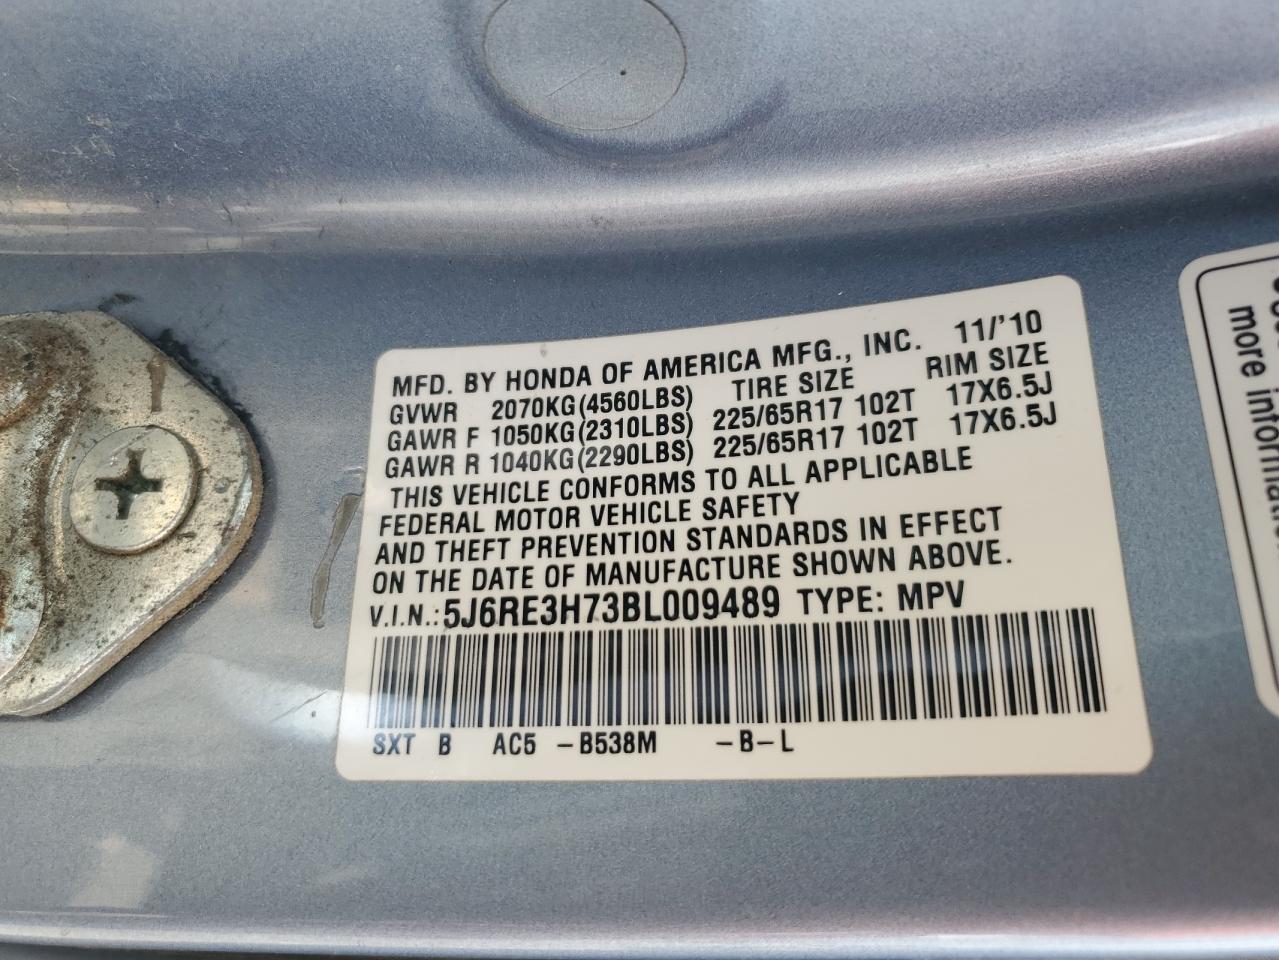 MFD. BY HONDA OF AMERICA MFG., INC. 11/'10
GVWR 2070KG(4560LBS) TIRE SIZE RIM SIZE
GAWR F 1050KG(2310LBS) 225/65R17 102T 17X6.5J
GAWR R 1040KG(2290LBS) 225/65R17 102T 17X6.5J
THIS VEHICLE CONFORMS TO ALL APPLICABLE
FEDERAL MOTOR VEHICLE SAFETY
AND THEFT PREVENTION STANDARDS IN EFFECT
ON THE DATE OF MANUFACTURE SHOWN ABOVE.
V.I.N.: 5J6RE3H73BL009489 TYPE: MPV
SXT B AC5 -B538M -B-L
more